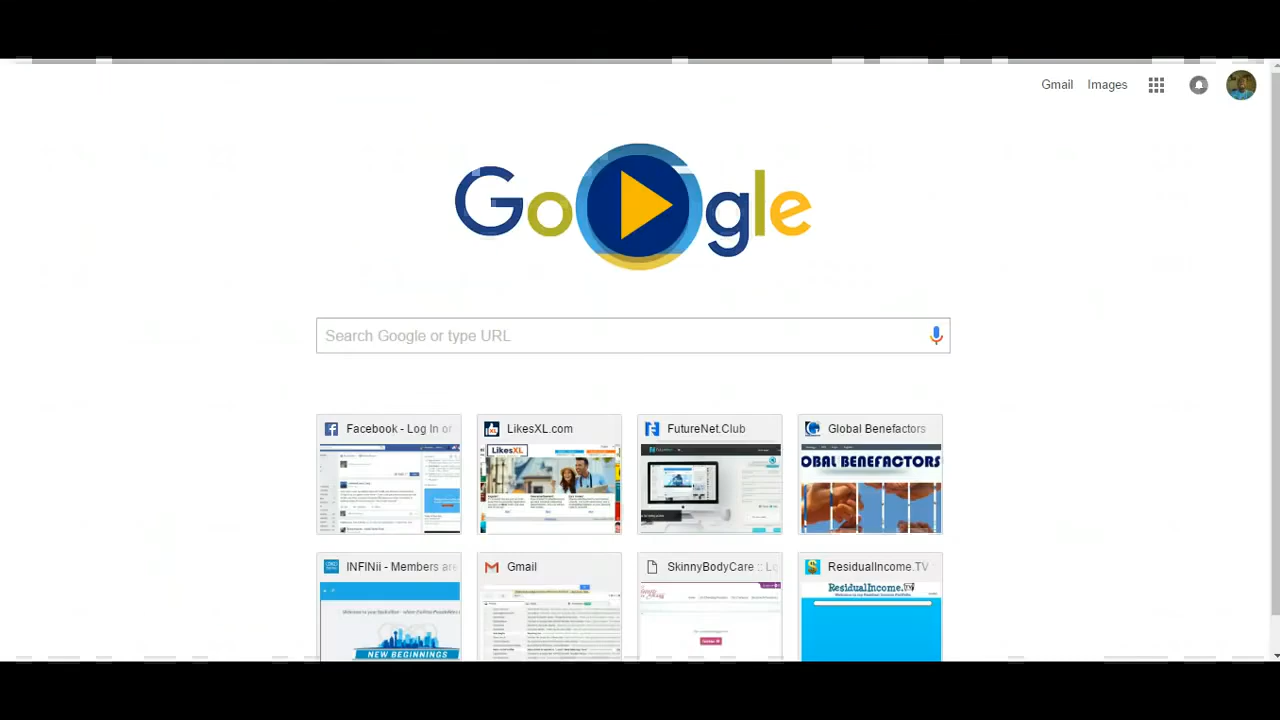 Gmail Images
Google
Search Google or type URL
Facebook - Log In or
LikesXL.com
FutureNet.Club
Global Benefactors
LikesXL
OBAL BENEFACTORS
INFINii - Members are
Gmail
SkinnyBodyCare :: Lo
ResidualIncome.TV
ResidualIncome.TV
NEW BEGINNINGS